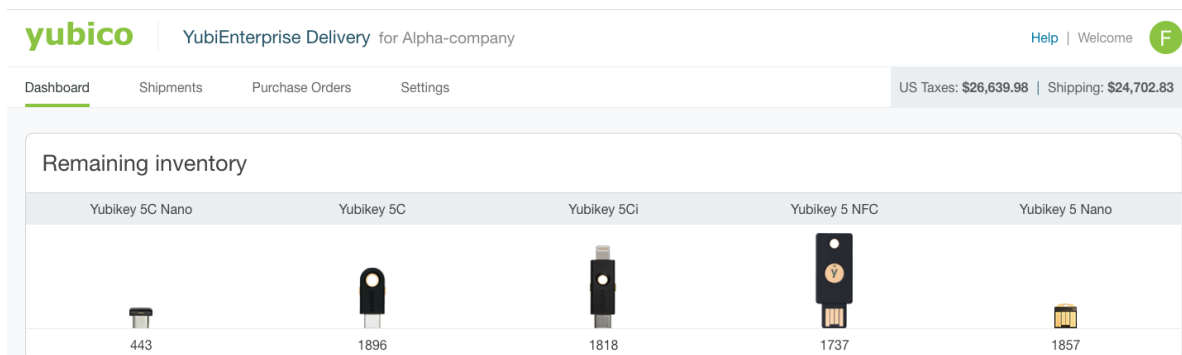 yubico YubiEnterprise Delivery for Alpha-company Help | Welcome F
Dashboard Shipments Purchase Orders Settings US Taxes: $26,639.98 | Shipping: $24,702.83
Remaining inventory
Yubikey 5C Nano Yubikey 5C Yubikey 5Ci Yubikey 5 NFC Yubikey 5 Nano
y
443 1896 1818 1737 1857